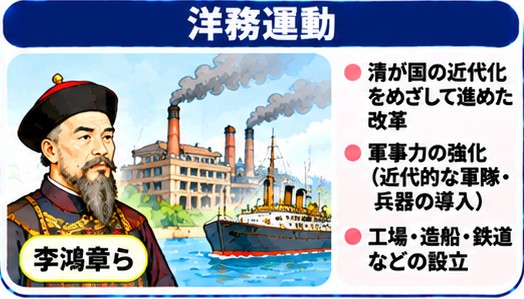 洋務運動
李鴻章ら
清が国の近代化
をめざして進めた
改革
軍事力の強化
（近代的な軍隊・
兵器の導入）
工場・造船・鉄道
などの設立